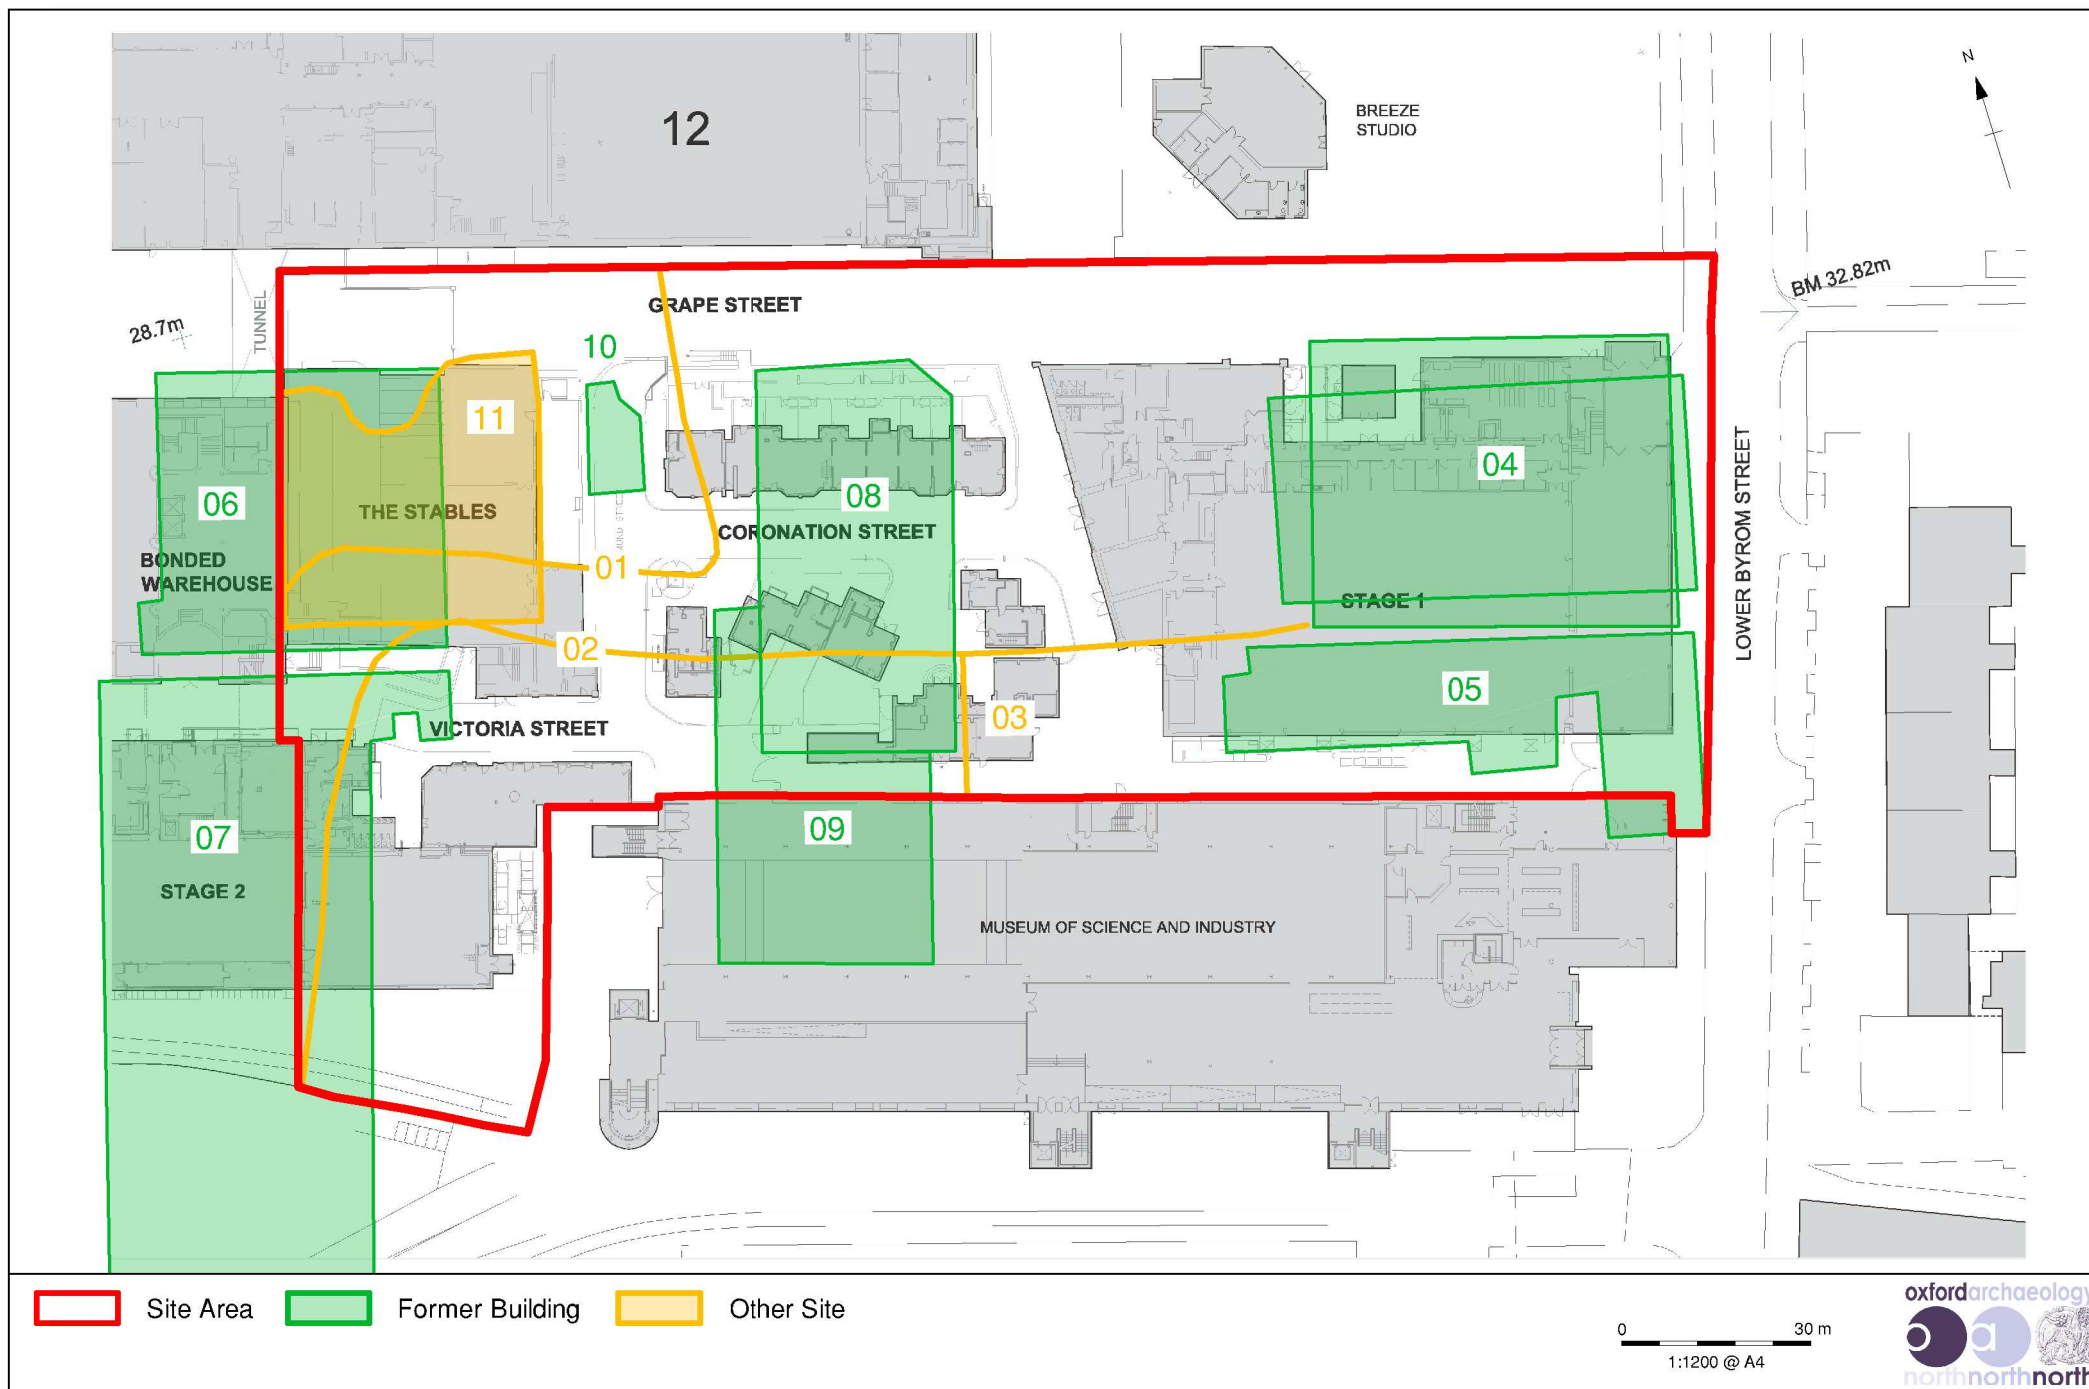 12
BREEZE
STUDIO
N
BM 32.82m
GRAPE STREET
TUNNEL
28.7m
10
11
04
06
THE STABLES
08
CORONATION STREET
LOWER BYROM STREET
BONDED
WAREHOUSE
01
STAGE 1
02
05
03
VICTORIA STREET
07
09
STAGE 2
MUSEUM OF SCIENCE AND INDUSTRY
Site Area
Former Building
Other Site
0 30 m
1:1200 @ A4
oxfordarchaeology
o a
northnorthnorth